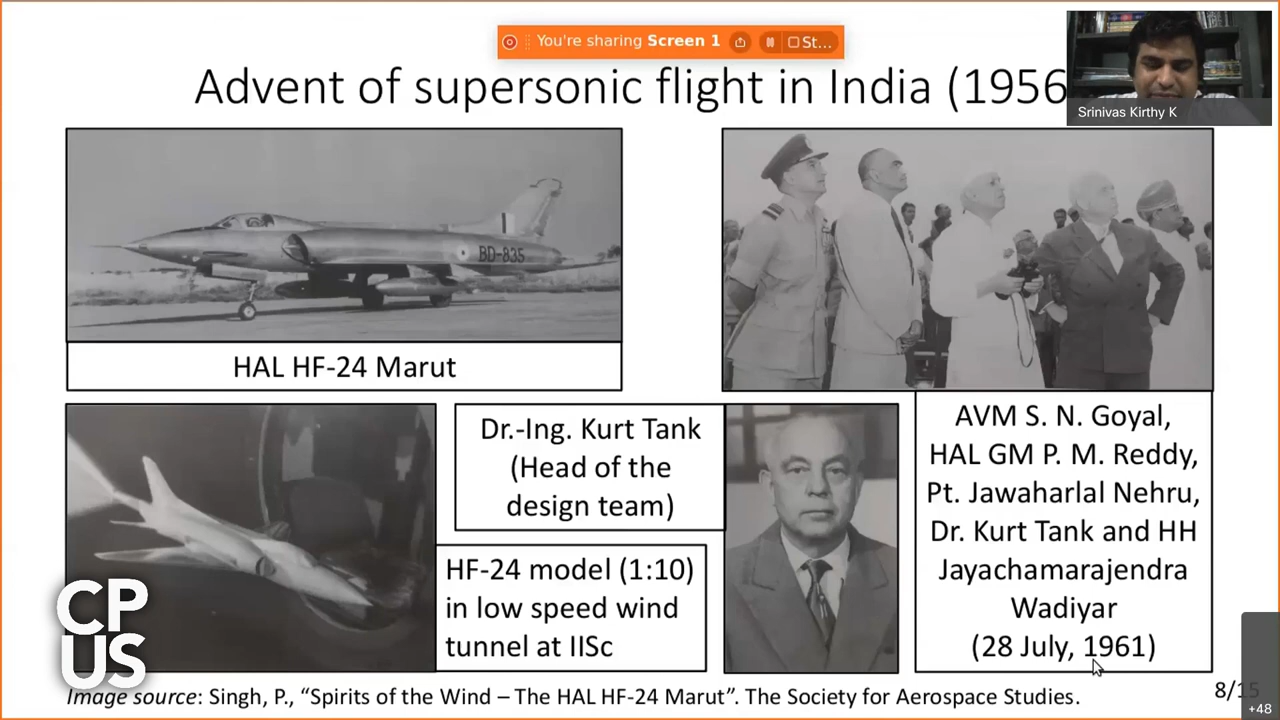 You're sharing Screen 1
St...
Srinivas Kirthy K
Advent of supersonic flight in India (1956
BD-835
HAL HF-24 Marut
Dr.-Ing. Kurt Tank
(Head of the
design team)
HF-24 model (1:10)
in low speed wind
tunnel at IISc
AVM S. N. Goyal,
HAL GM P. M. Reddy,
Pt. Jawaharlal Nehru,
Dr. Kurt Tank and HH
Jayachamarajendra
Wadiyar
(28 July, 1961)
CP
US
Image source: Singh, P., “Spirits of the Wind – The HAL HF-24 Marut”. The Society for Aerospace Studies.
8/15
+48